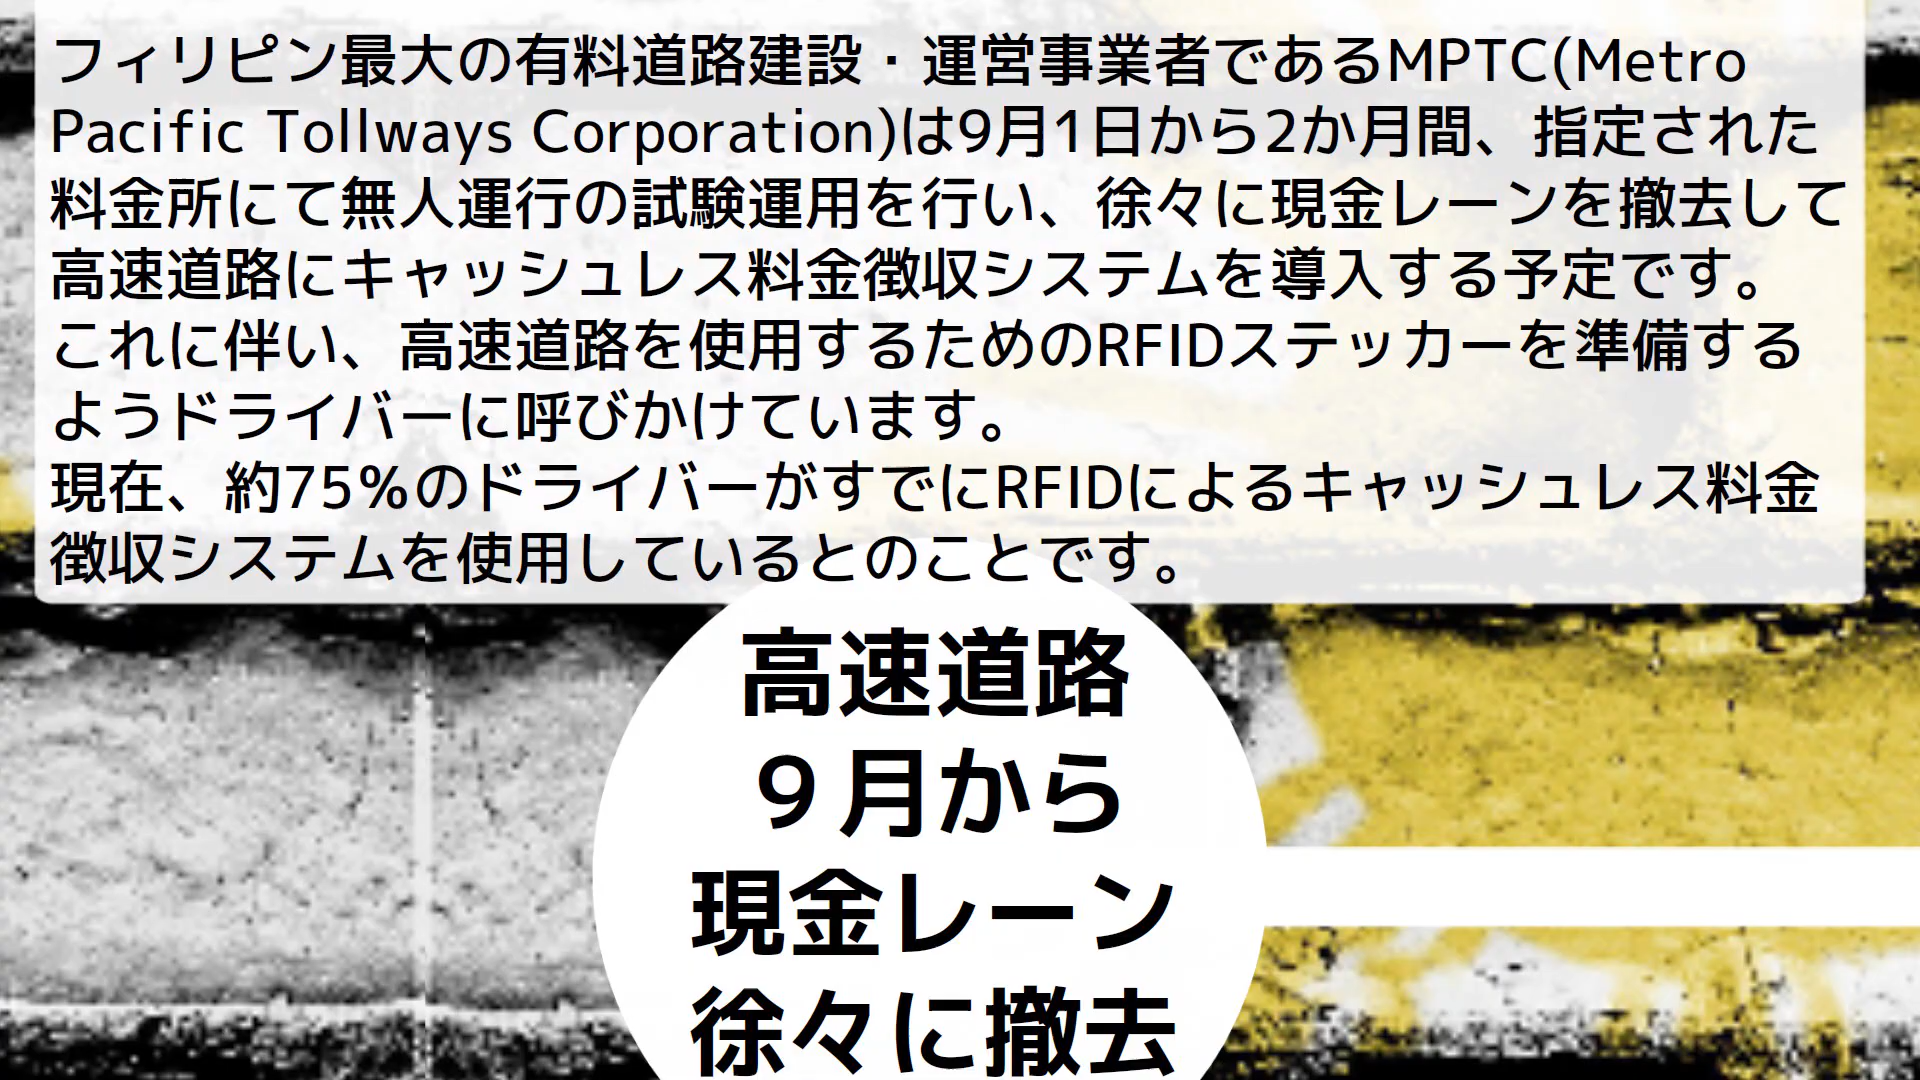 フィリピン最大の有料道路建設・運営事業者であるMPTC(Metro
Pacific Tollways Corporation)は9月1日から2か月間、指定された
料金所にて無人運行の試験運用を行い、徐々に現金レーンを撤去して
高速道路にキャッシュレス料金徴収システムを導入する予定です。
これに伴い、高速道路を使用するためのRFIDステッカーを準備する
ようドライバーに呼びかけています。
現在、約75%のドライバーがすでにRFIDによるキャッシュレス料金
徴収システムを使用しているとのことです。
高速道路
９月から
現金レーン
徐々に撤去